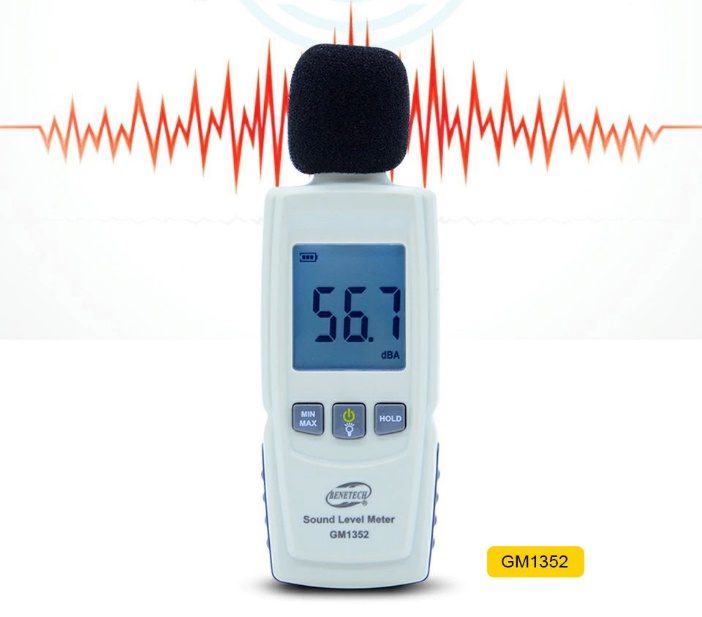 56.7
dBA
MIN
MAX
HOLD
BENETECH®
Sound Level Meter
GM1352
GM1352